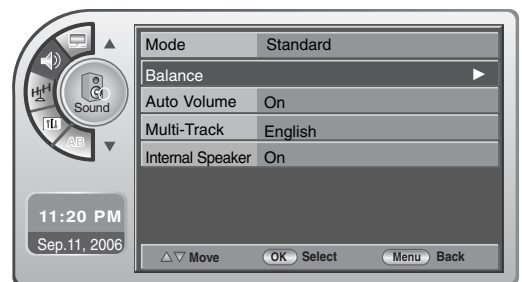 Mode Standard
Balance
Auto Volume On
Multi-Track English
Internal Speaker On
Sound
AB
11:20 PM
Sep.11, 2006
Move OK Select Menu Back